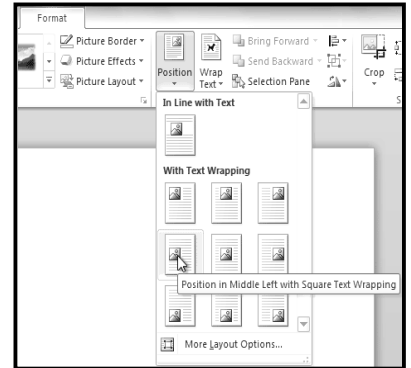 Format
Picture Border
Picture Effects
Picture Layout
Position
Wrap
Text
Bring Forward
Send Backward
Selection Pane
Crop
In Line with Text
With Text Wrapping
Position in Middle Left with Square Text Wrapping
More Layout Options...